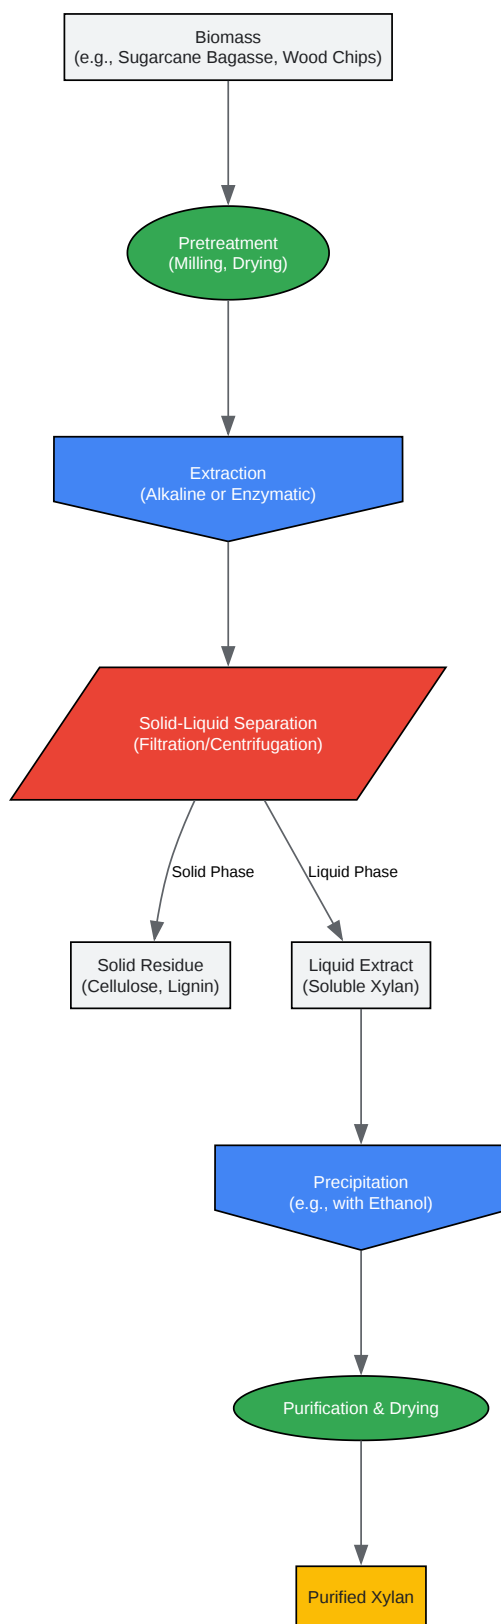 Biomass
(e.g., Sugarcane Bagasse, Wood Chips)
Pretreatment
(Milling, Drying)
Extraction
(Alkaline or Enzymatic)
Solid-Liquid Separation
(Filtration/Centrifugation)
Solid Phase
Liquid Phase
Solid Residue
(Cellulose, Lignin)
Liquid Extract
(Soluble Xylan)
Precipitation
(e.g., with Ethanol)
Purification & Drying
Purified Xylan